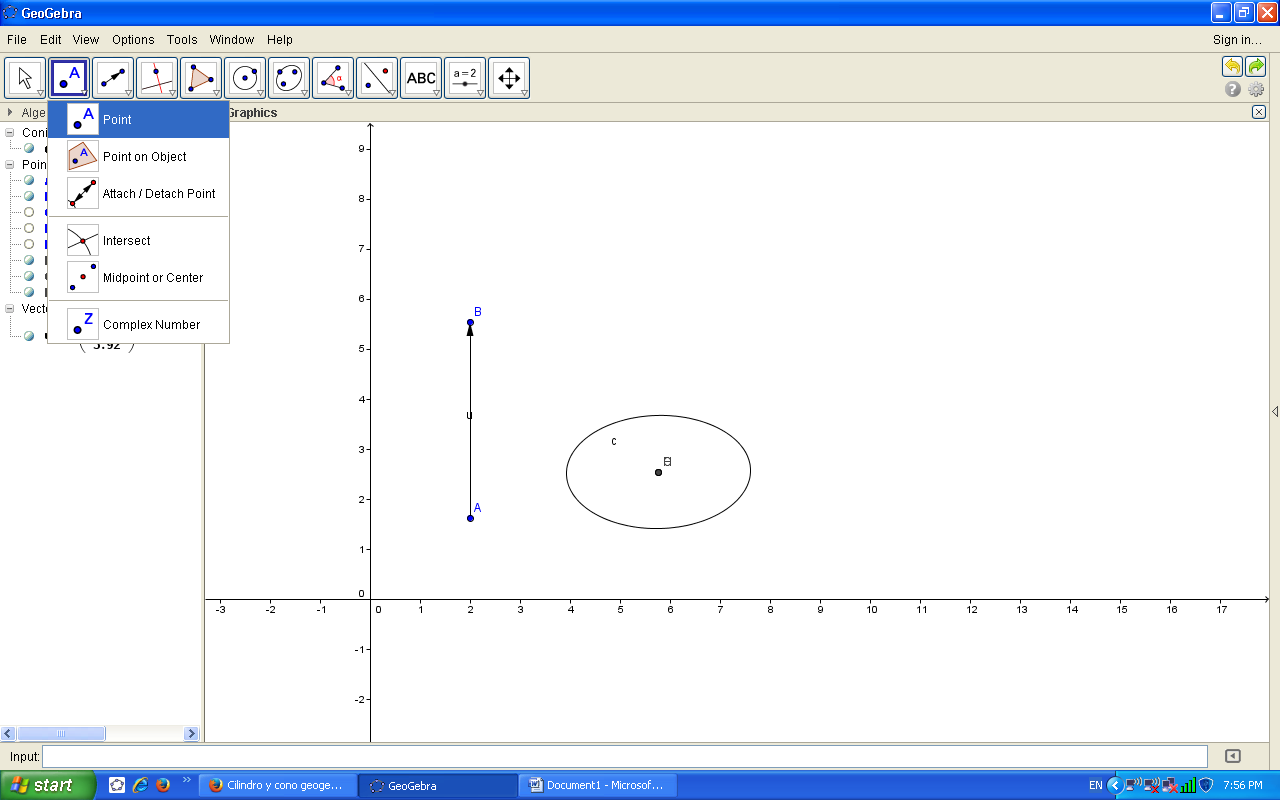 GeoGebra
File Edit View Options Tools Window Help Sign in...
A ABC a=2 α
Alge Graphics
A Point
Coni
A Point on Object
Poin
Attach / Detach Point
Intersect
Midpoint or Center
Vect
Z Complex Number
3.92
9
8
7
6
5
4
3
2
1
0
-1
-2
-3 -2 -1 0 1 2 3 4 5 6 7 8 9 10 11 12 13 14 15 16 17
B
u
c
A
Input:
start Cilindro y cono geoge... GeoGebra Document1 - Microsof... EN 7:56 PM